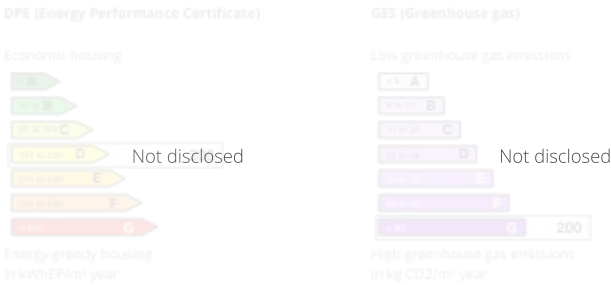 DPE (Energy Performance Certificate)
Economic housing
A
B
C
D
Not disclosed
E
F
G
Energy-greedy housing
in kWhEP/m² year
GES (Greenhouse gas)
Low greenhouse gas emissions
A
B
C
D
Not disclosed
E
F
G 200
High greenhouse gas emissions
in kg CO2/m² year